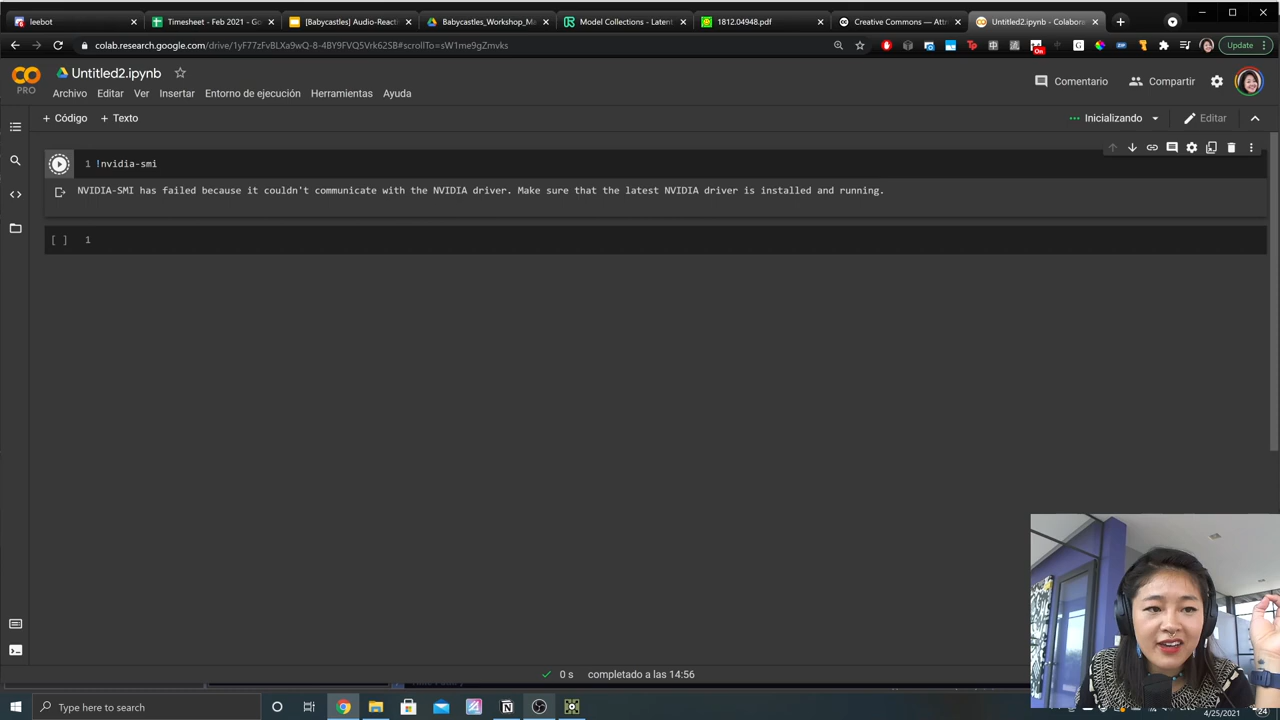 leebot
Timesheet - Feb 2021 - Go
[Babycastles] Audio-Reacti
Babycastles_Workshop_Ma
Model Collections - Latent
1812.04948.pdf
Creative Commons — Attri
Untitled2.ipynb - Colabora
colab.research.google.com/drive/1yF77zFvBLXa9wQ-8-4BY9FVQ5Vrk62SB#scrollTo=sW1me9gZmvks
Update
PRO
Untitled2.ipynb
Comentario
Compartir
Archivo Editar Ver Insertar Entorno de ejecución Herramientas Ayuda
+ Código + Texto
Inicializando
Editar
1 !nvidia-smi
NVIDIA-SMI has failed because it couldn't communicate with the NVIDIA driver. Make sure that the latest NVIDIA driver is installed and running.
[ ] 1
0 s completado a las 14:56
Type here to search
4/25/2021